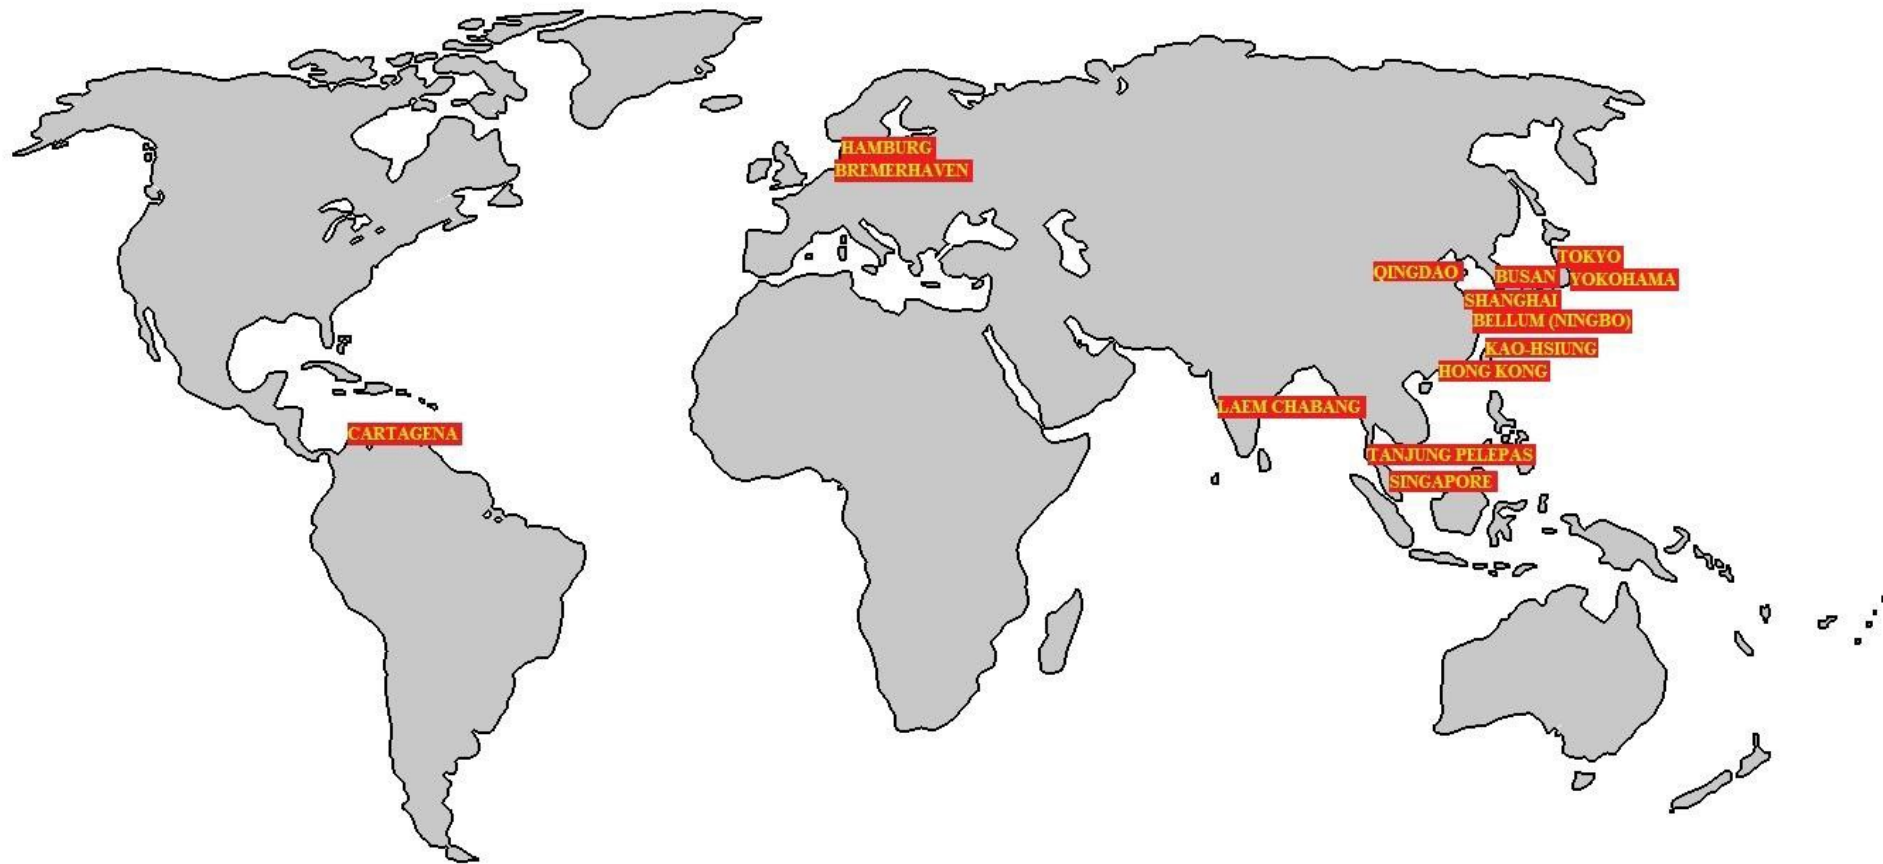 HAMBURG
BREMERHAVEN
TOKYO
QINGDAO
BUSAN
YOKOHAMA
SHANGHAI
BELLUM (NINGBO)
KAO-HSIUNG
HONG KONG
LAEM CHABANG
CARTAGENA
TANJUNG PELEPAS
SINGAPORE